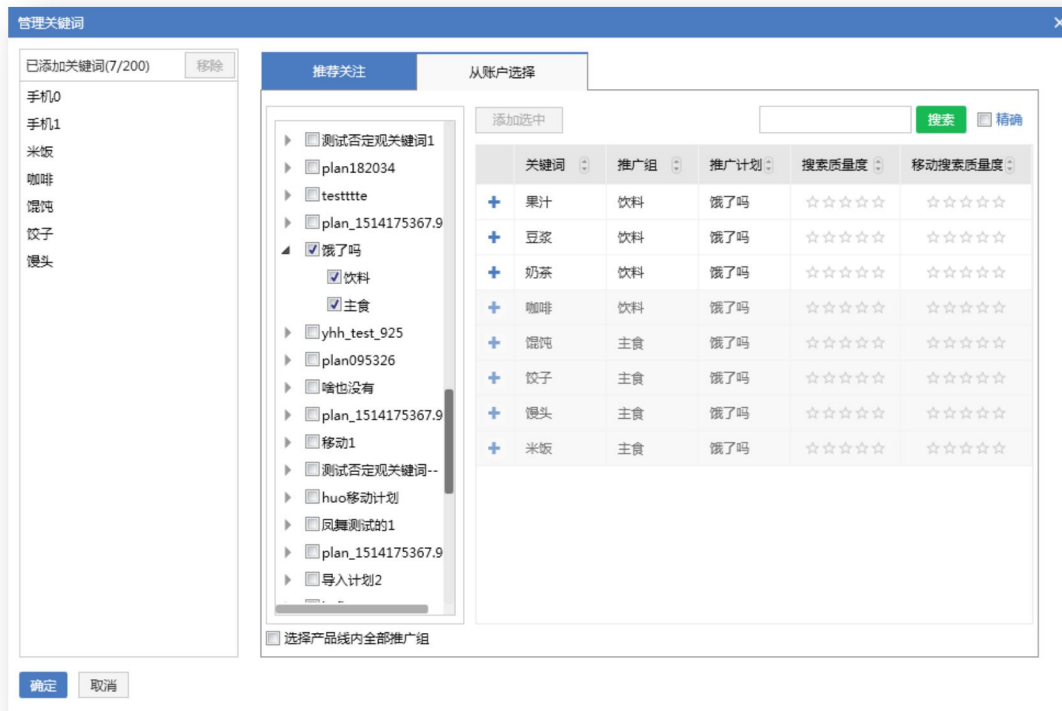 管理关键词
已添加关键词(7/200) 移除
手机0
手机1
米饭
咖啡
馄饨
饺子
馒头
推荐关注 从账户选择
测试否定观关键词1
plan182034
testttte
plan_1514175367.9
饿了吗
饮料
主食
yhh_test_925
plan095326
啥也没有
plan_1514175367.9
移动1
测试否定观关键词--
huo移动计划
凤舞测试的1
plan_1514175367.9
导入计划2
选择产品线内全部推广组
添加选中 搜索 精确
关键词 推广组 推广计划 搜索质量度 移动搜索质量度
果汁 饮料 饿了吗
豆浆 饮料 饿了吗
奶茶 饮料 饿了吗
咖啡 饮料 饿了吗
馄饨 主食 饿了吗
饺子 主食 饿了吗
馒头 主食 饿了吗
米饭 主食 饿了吗
确定 取消